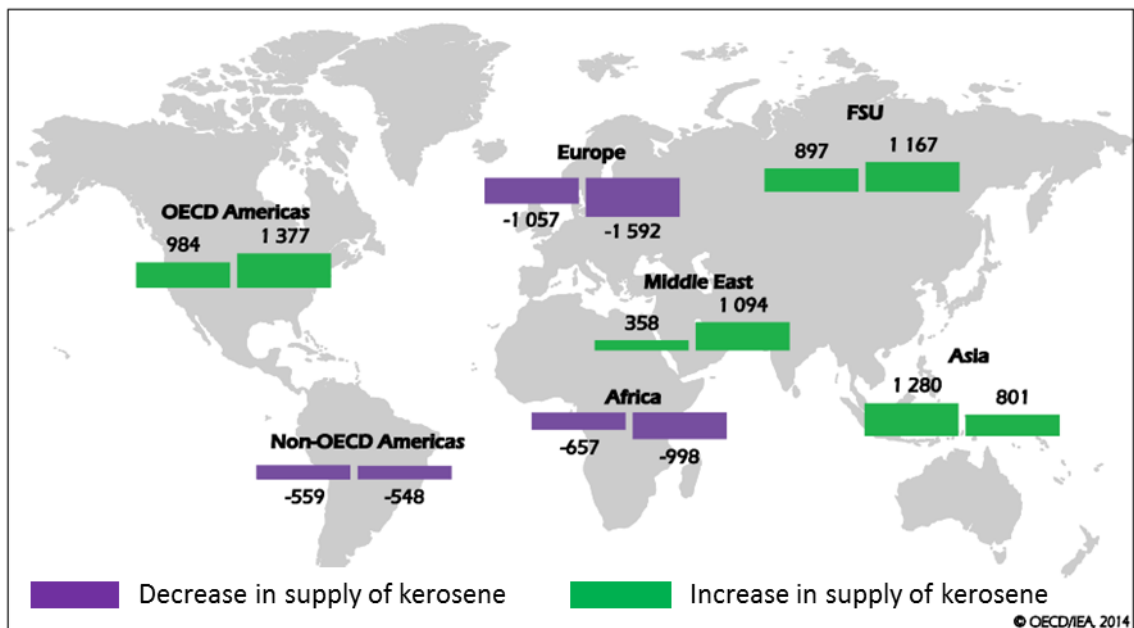 FSU
897 1 167
Europe
-1 057 -1 592
OECD Americas
984 1 377
Middle East
358 1 094
Asia
1 280 801
Africa
-657 -998
Non-OECD Americas
-559 -548
Decrease in supply of kerosene
Increase in supply of kerosene
© OECD/IEA, 2014